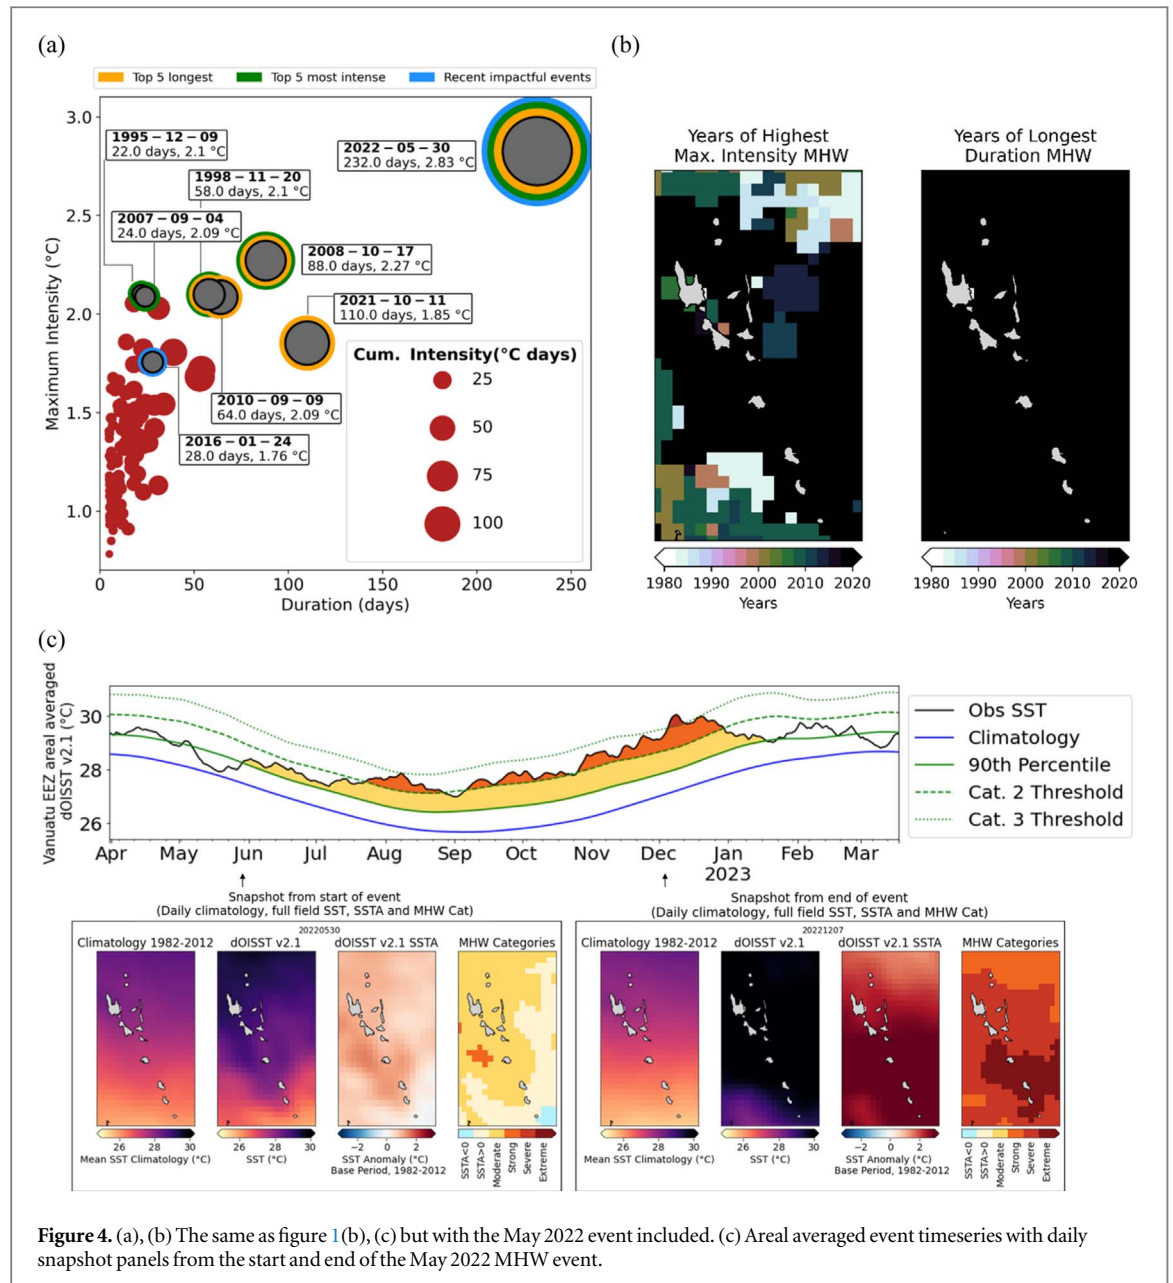 (a)
Top 5 longest
Top 5 most intense
Recent impactful events
Maximum Intensity (°C)
3.0
2.5
2.0
1.5
1.0
1995-12-09
22.0 days, 2.1 °C
1998-11-20
58.0 days, 2.1 °C
2007-09-04
24.0 days, 2.09 °C
2022-05-30
232.0 days, 2.83 °C
2008-10-17
88.0 days, 2.27 °C
2021-10-11
110.0 days, 1.85 °C
2010-09-09
64.0 days, 2.09 °C
2016-01-24
28.0 days, 1.76 °C
Cum. Intensity(°C days)
25
50
75
100
0 50 100 150 200 250
Duration (days)
(b)
Years of Highest
Max. Intensity MHW
1980 1990 2000 2010 2020
Years
Years of Longest
Duration MHW
1980 1990 2000 2010 2020
Years
(c)
Vanuatu EEZ areal averaged
dOISST v2.1 (°C)
30
28
26
Apr May Jun Jul Aug Sep Oct Nov Dec Jan Feb Mar
2023
Obs SST
Climatology
90th Percentile
Cat. 2 Threshold
Cat. 3 Threshold
Snapshot from start of event
(Daily climatology, full field SST, SSTA and MHW Cat)
20220530
Climatology 1982-2012
dOISST v2.1
dOISST v2.1 SSTA
MHW Categories
26 28 30
Mean SST Climatology (°C)
26 28 30
SST (°C)
−2 0 2
SST Anomaly (°C)
Base Period, 1982-2012
SSTA<0
SSTA>0
Moderate
Strong
Severe
Extreme
Snapshot from end of event
(Daily climatology, full field SST, SSTA and MHW Cat)
20221207
Climatology 1982-2012
dOISST v2.1
dOISST v2.1 SSTA
MHW Categories
26 28 30
Mean SST Climatology (°C)
26 28 30
SST (°C)
−2 0 2
SST Anomaly (°C)
Base Period, 1982-2012
SSTA<0
SSTA>0
Moderate
Strong
Severe
Extreme
Figure 4. (a), (b) The same as figure 1(b), (c) but with the May 2022 event included. (c) Areal averaged event timeseries with daily
snapshot panels from the start and end of the May 2022 MHW event.